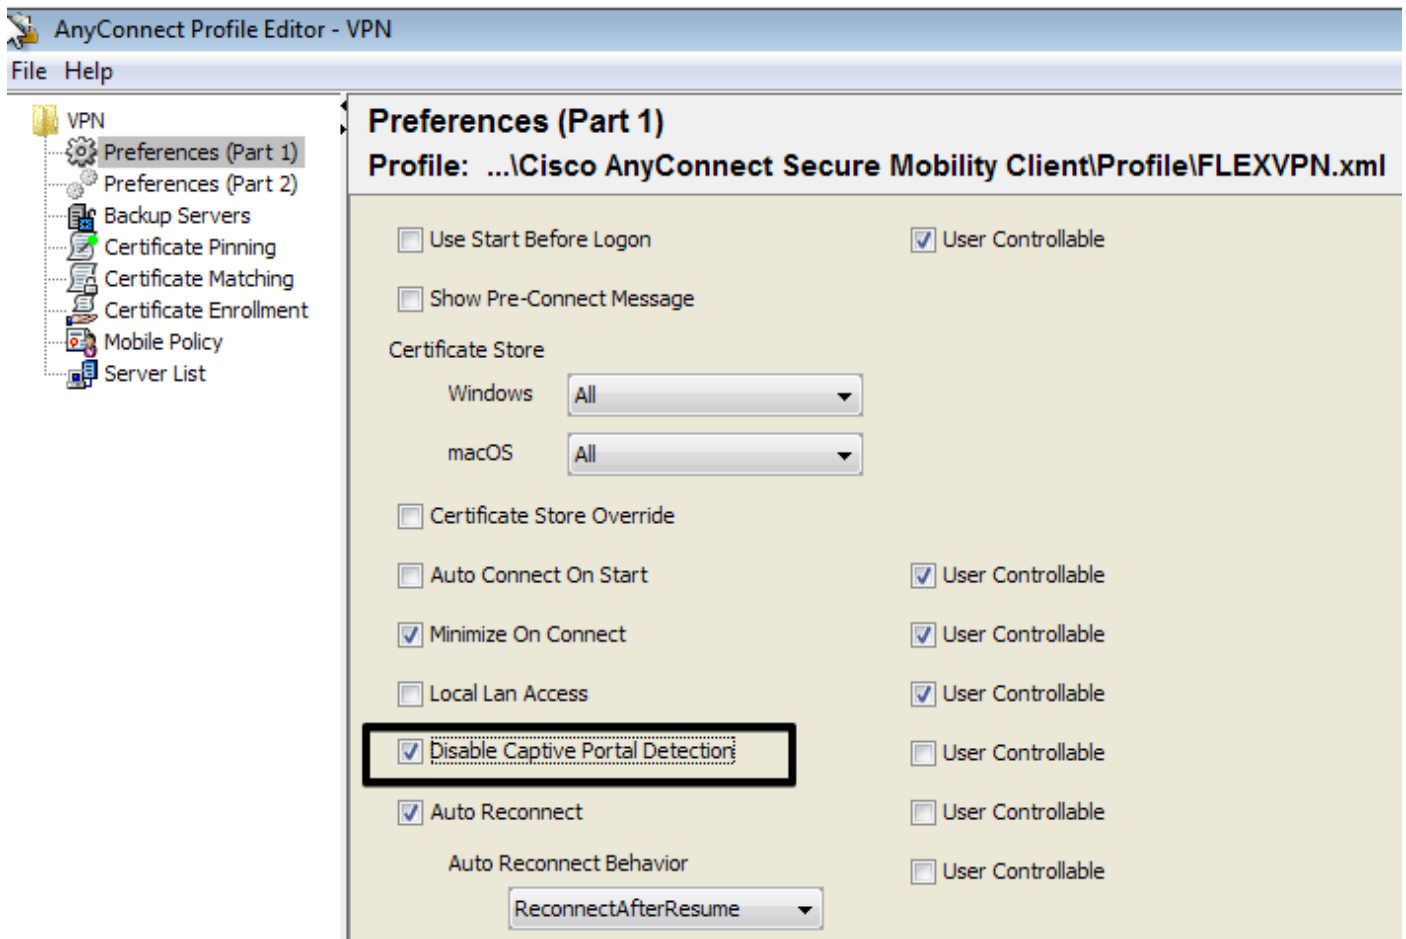 AnyConnect Profile Editor - VPN
File Help
VPN
Preferences (Part 1)
Preferences (Part 2)
Backup Servers
Certificate Pinning
Certificate Matching
Certificate Enrollment
Mobile Policy
Server List
Preferences (Part 1)
Profile: ...\Cisco AnyConnect Secure Mobility Client\Profile\FLEXVPN.xml
Use Start Before Logon User Controllable
Show Pre-Connect Message
Certificate Store
Windows All
macOS All
Certificate Store Override
Auto Connect On Start User Controllable
Minimize On Connect User Controllable
Local Lan Access User Controllable
Disable Captive Portal Detection User Controllable
Auto Reconnect User Controllable
Auto Reconnect Behavior User Controllable
ReconnectAfterResume